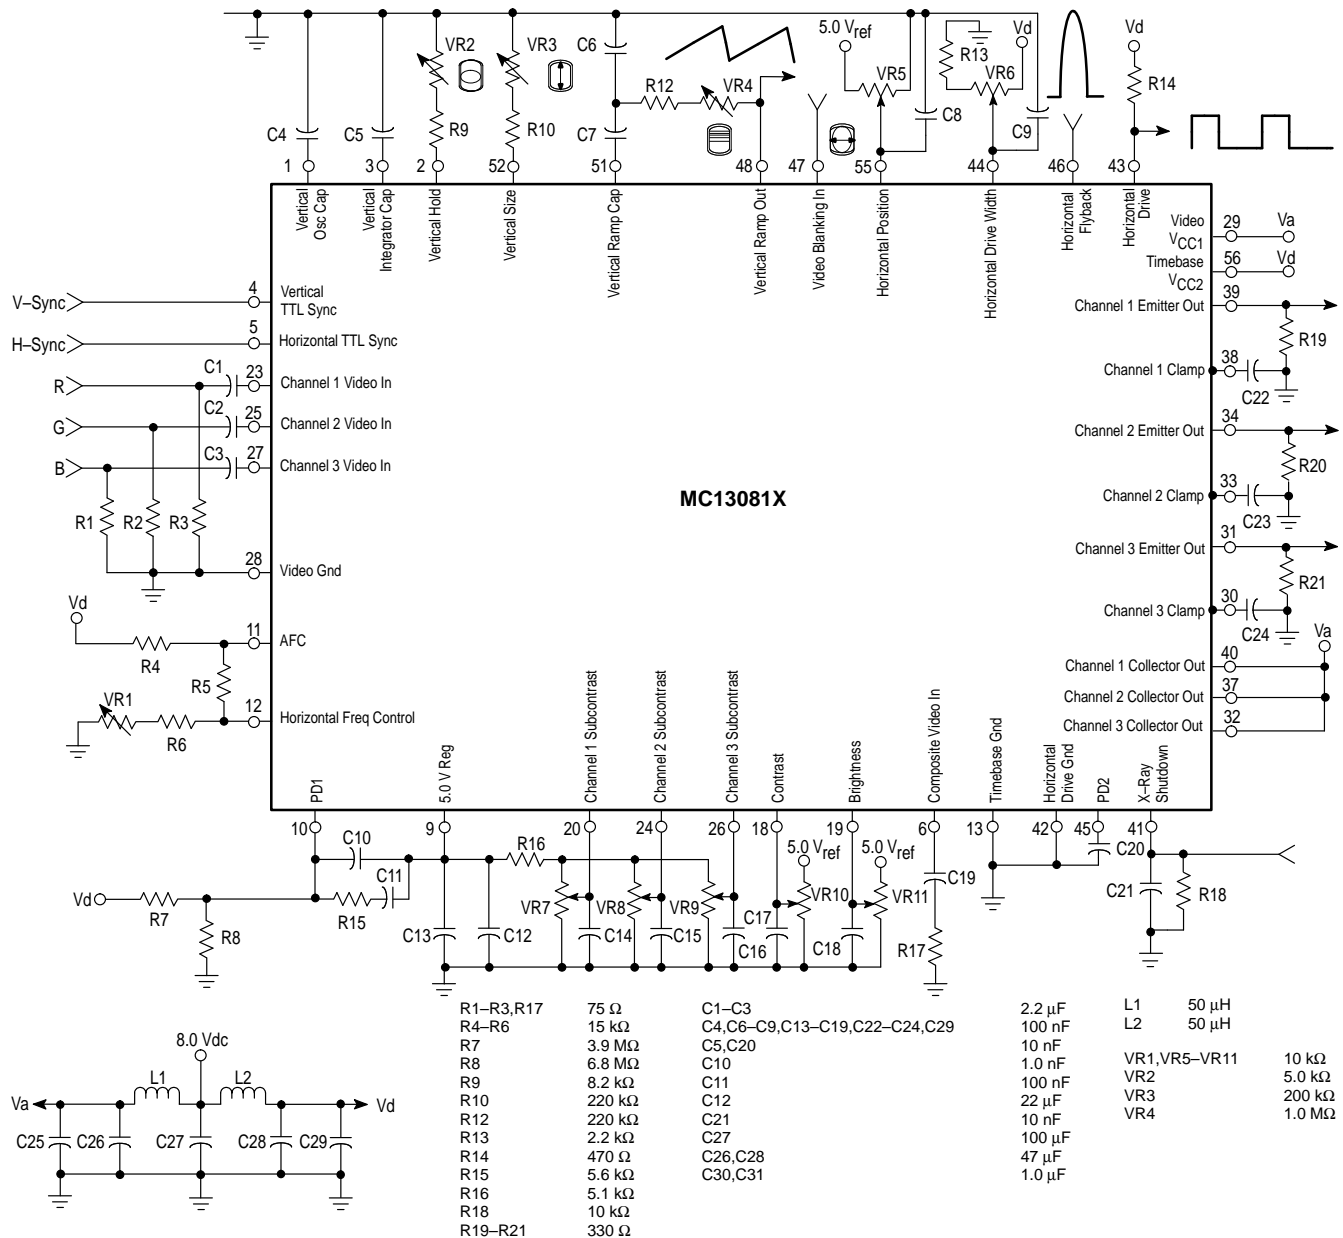 5.0 Vref
Vd
Vd
VR2
VR3
C6
R13
R12
VR4
VR5
VR6
R14
C4
C5
R9
R10
C7
C8
C9
1
3
2
52
51
48
47
55
44
46
43
Vertical
Osc Cap
Vertical
Integrator Cap
Vertical Hold
Vertical Size
Vertical Ramp Cap
Vertical Ramp Out
Video Blanking In
Horizontal Position
Horizontal Drive Width
Horizontal
Flyback
Horizontal
Drive
Video
VCC1
29
Va
Timebase
VCC2
56
Vd
V–Sync
4
Vertical
TTL Sync
Channel 1 Emitter Out
39
R19
H–Sync
5
Horizontal TTL Sync
R
C1
23
Channel 1 Video In
Channel 1 Clamp
38
C22
G
C2
25
Channel 2 Video In
Channel 2 Emitter Out
34
R20
B
C3
27
Channel 3 Video In
MC13081X
Channel 2 Clamp
33
C23
R1
R2
R3
Channel 3 Emitter Out
31
R21
28
Video Gnd
Channel 3 Clamp
30
C24
Vd
R4
11
AFC
R5
Va
Channel 1 Collector Out
40
Channel 2 Collector Out
37
Channel 3 Collector Out
32
VR1
R6
12
Horizontal Freq Control
PD1
5.0 V Reg
Channel 1 Subcontrast
Channel 2 Subcontrast
Channel 3 Subcontrast
Contrast
Brightness
Composite Video In
Timebase Gnd
Horizontal
Drive Gnd
PD2
X–Ray
Shutdown
10
9
20
24
26
18
19
6
13
42
45
41
C10
R16
5.0 Vref
5.0 Vref
C20
C11
C19
Vd
R7
R15
VR7
VR8
VR9
VR10
VR11
C21
R18
R8
C13
C12
C14
C15
C17
C16
C18
R17
R1–R3,R17 75 Ω
R4–R6 15 kΩ
R7 3.9 MΩ
R8 6.8 MΩ
R9 8.2 kΩ
R10 220 kΩ
R12 220 kΩ
R13 2.2 kΩ
R14 470 Ω
R15 5.6 kΩ
R16 5.1 kΩ
R18 10 kΩ
R19–R21 330 Ω
C1–C3 2.2 µF
C4,C6–C9,C13–C19,C22–C24,C29 100 nF
C5,C20 10 nF
C10 1.0 nF
C11 100 nF
C12 22 µF
C21 10 nF
C27 100 µF
C26,C28 47 µF
C30,C31 1.0 µF
L1 50 µH
L2 50 µH
VR1,VR5–VR11 10 kΩ
VR2 5.0 kΩ
VR3 200 kΩ
VR4 1.0 MΩ
8.0 Vdc
L1
L2
Va
Vd
C25
C26
C27
C28
C29